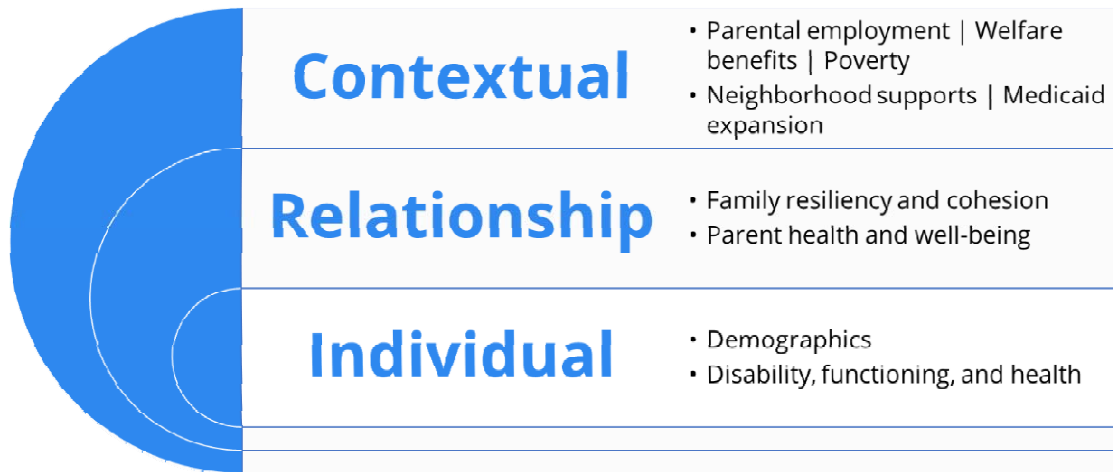 Contextual
• Parental employment | Welfare
benefits | Poverty
• Neighborhood supports | Medicaid
expansion
Relationship
• Family resiliency and cohesion
• Parent health and well-being
Individual
• Demographics
• Disability, functioning, and health